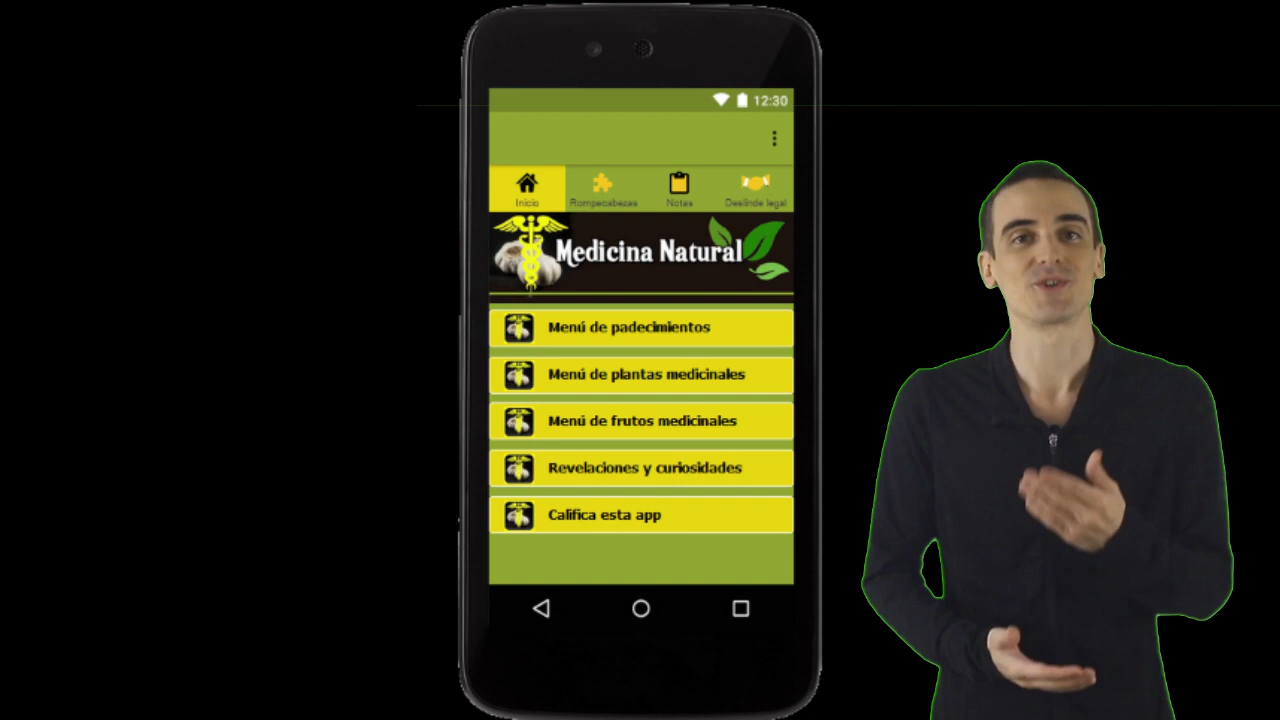 12:30
Inicio
Rompecabezas
Notas
Deslinde legal
Medicina Natural
Menú de padecimientos
Menú de plantas medicinales
Menú de frutos medicinales
Revelaciones y curiosidades
Califica esta app